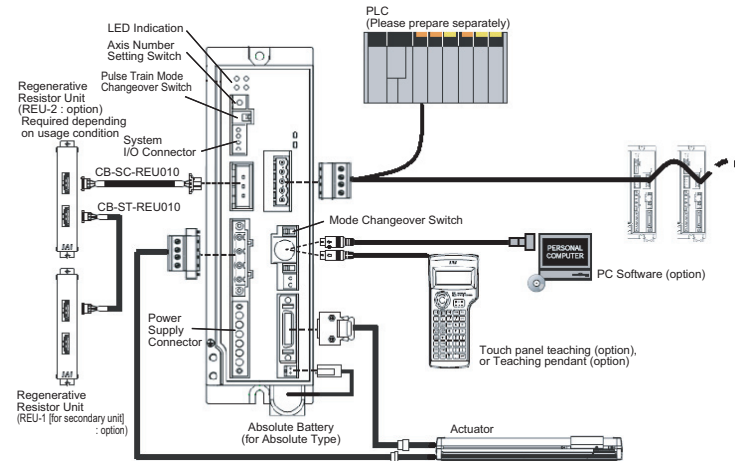 PLC
(Please prepare separately)
LED Indication
Axis Number
Setting Switch
Pulse Train Mode
Changeover Switch
Regenerative
Resistor Unit
(REU-2 : option)
Required depending
on usage condition
System
I/O Connector
CB-SC-REU010
CB-ST-REU010
Mode Changeover Switch
PERSONAL
COMPUTER
PC Software (option)
Power
Supply
Connector
Touch panel teaching (option),
or Teaching pendant (option)
Regenerative
Resistor Unit
(REU-1 [for secondary unit]
: option)
Absolute Battery
(for Absolute Type)
Actuator